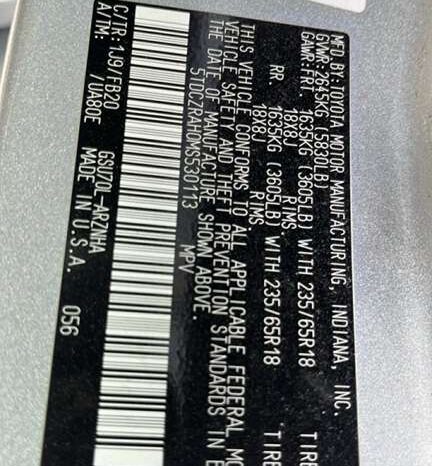 MFD.BY:TOYOTA MOTOR MANUFACTURING, INDIANA, INC.
GVWR:2645KG (5830LB)
GAWR:FRT 1635KG (3605LB) WITH 235/65R18 TIRE
18X8J RIMS.
RR. 1635KG (3605LB) WITH 235/65R18 TIRE
18X8J RIMS
THIS VEHICLE CONFORMS TO ALL APPLICABLE FEDERAL MO
VEHICLE SAFETY AND THEFT PREVENTION STANDARDS IN E
THE DATE OF MANUFACTURE SHOWN ABOVE.
5TDGZRAH0MS530113 MPV
C/TR:1J9/FB20 GSU70L-ARZNHA
A/TM: /UA80E MADE IN U.S.A. 056